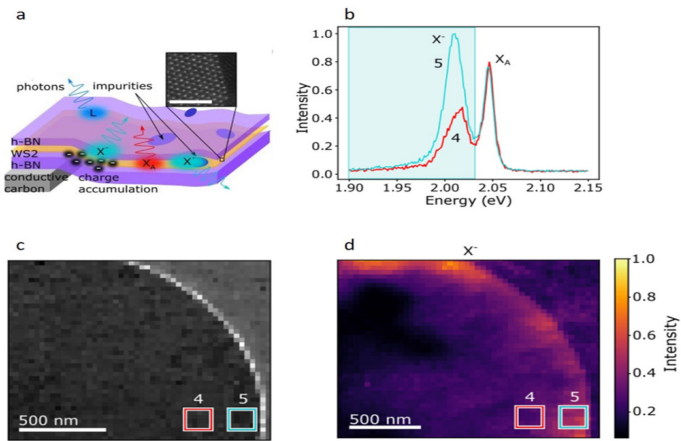 a
photons
impurities
L
X⁻
X_A
X⁻
h-BN
WS2
h-BN
conductive
carbon
charge
accumulation
b
X⁻
5
X_A
4
Intensity
1.0
0.8
0.6
0.4
0.2
0.0
1.90
1.95
2.00
2.05
2.10
2.15
Energy (eV)
c
4
5
500 nm
d
X⁻
4
5
500 nm
1.0
0.8
0.6
0.4
0.2
Intensity